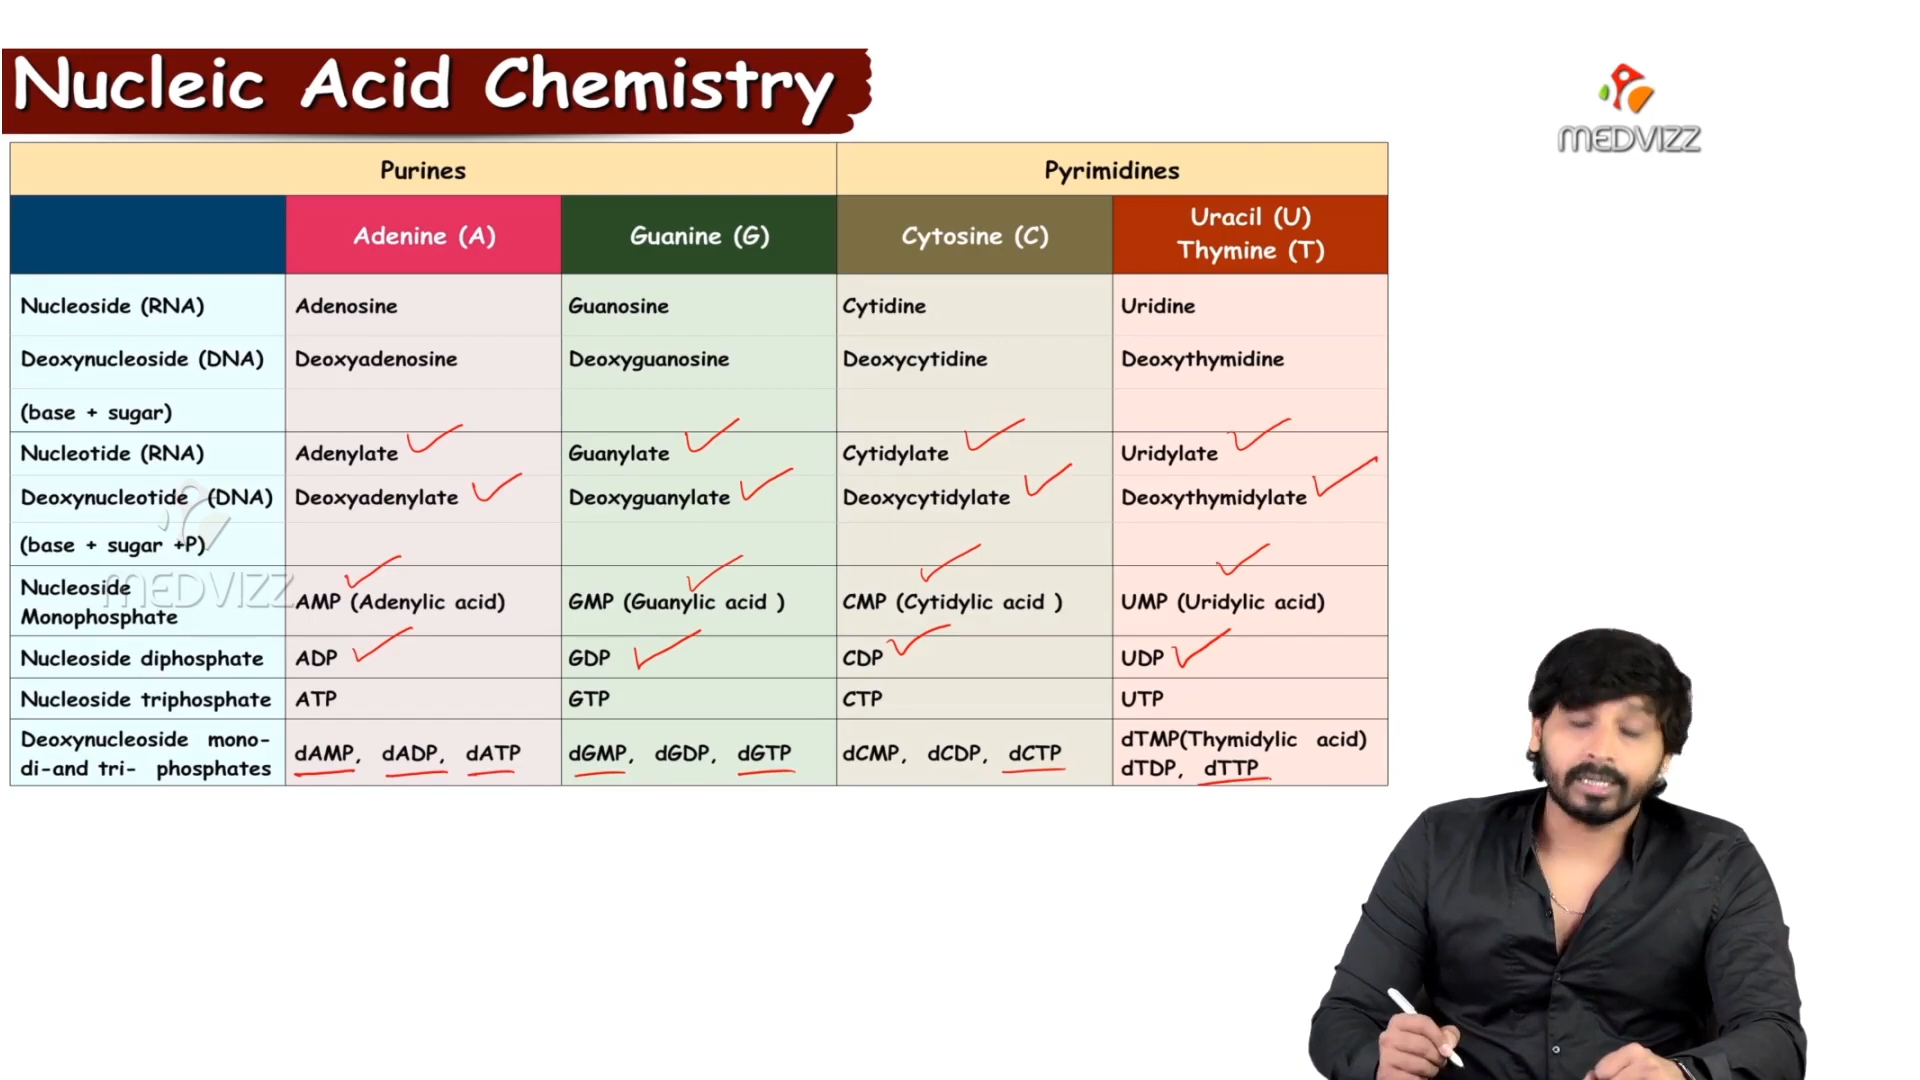 Nucleic Acid Chemistry
MEDVIZZ
Purines Pyrimidines
Adenine (A) Guanine (G) Cytosine (C) Uracil (U)
Thymine (T)
Nucleoside (RNA) Adenosine Guanosine Cytidine Uridine
Deoxynucleoside (DNA) Deoxyadenosine Deoxyguanosine Deoxycytidine Deoxythymidine
(base + sugar)
Nucleotide (RNA) Adenylate Guanylate Cytidylate Uridylate
Deoxynucleotide (DNA) Deoxyadenylate Deoxyguanylate Deoxycytidylate Deoxythymidylate
(base + sugar +P)
MEDVIZZ
Nucleoside
Monophosphate AMP (Adenylic acid) GMP (Guanylic acid ) CMP (Cytidylic acid ) UMP (Uridylic acid)
Nucleoside diphosphate ADP GDP CDP UDP
Nucleoside triphosphate ATP GTP CTP UTP
Deoxynucleoside mono-
di-and tri- phosphates dAMP, dADP, dATP dGMP, dGDP, dGTP dCMP, dCDP, dCTP dTMP(Thymidylic acid)
dTDP, dTTP